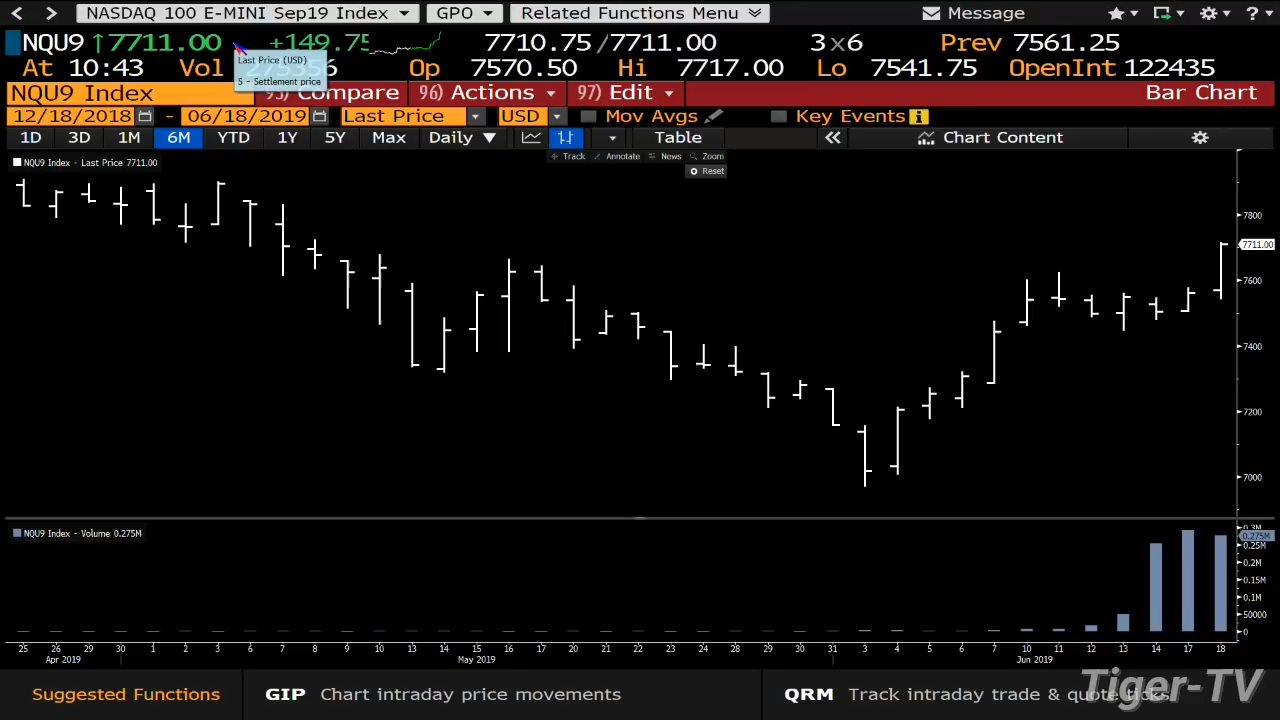 NASDAQ 100 E-MINI Sep19 Index GPO Related Functions Menu Message
NQU9 ↑7711.00 +149.75 7710.75/7711.00 3x6 Prev 7561.25
At 10:43 Vol Op 7570.50 Hi 7717.00 Lo 7541.75 OpenInt 122435
Last Price (USD)
S - Settlement price
NQU9 Index Compare 96) Actions 97) Edit Bar Chart
12/18/2018 - 06/18/2019 Last Price USD Mov Avgs Key Events
1D 3D 1M 6M YTD 1Y 5Y Max Daily Table Chart Content
Track Annotate News Zoom
Reset
NQU9 Index - Last Price 7711.00
7800
7711.00
7600
7400
7200
7000
NQU9 Index - Volume 0.275M
0.3M
0.275M
0.25M
0.2M
0.15M
0.1M
50000
0
25 26 29 30 1 2 3 6 7 8 9 10 13 14 15 16 17 20 21 22 23 24 28 29 30 31 3 4 5 6 7 10 11 12 13 14 17 18
Apr 2019 May 2019 Jun 2019
Suggested Functions GIP Chart intraday price movements QRM Track intraday trade & quote ticks
Tiger-TV